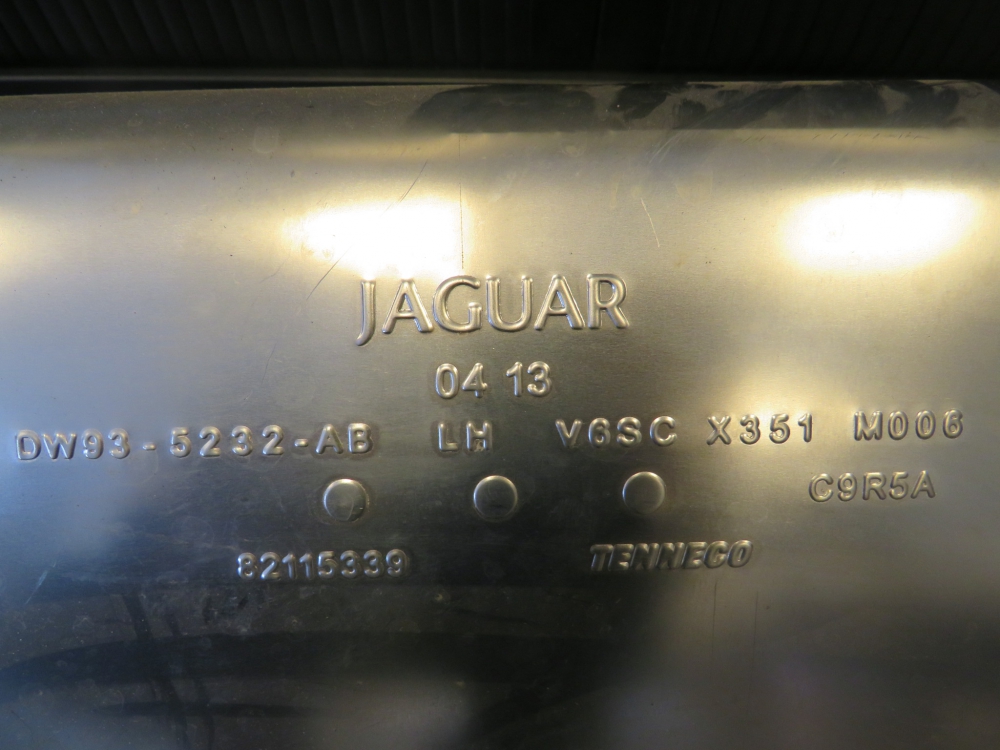 JAGUAR
04 13
DW93-5232-AB LH V6SC X351 M006
C9R5A
82115339 TENNECO